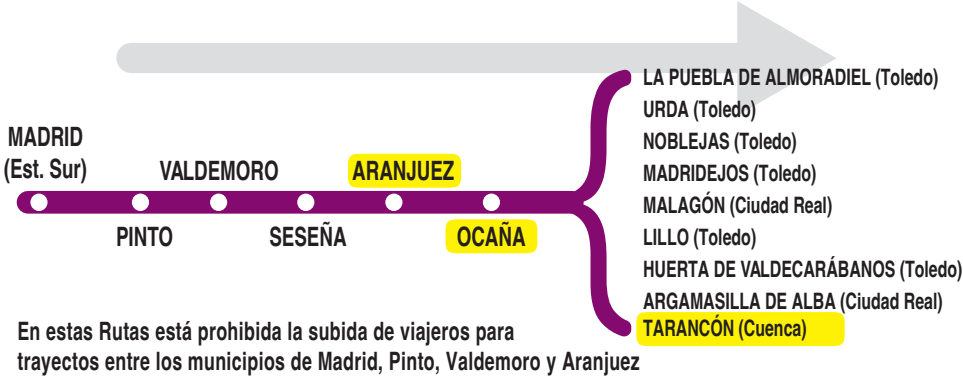 MADRID
(Est. Sur)
PINTO
VALDEMORO
SESEÑA
ARANJUEZ
OCAÑA
LA PUEBLA DE ALMORADIEL (Toledo)
URDA (Toledo)
NOBLEJAS (Toledo)
MADRIDEJOS (Toledo)
MALAGÓN (Ciudad Real)
LILLO (Toledo)
HUERTA DE VALDECARÁBANOS (Toledo)
ARGAMASILLA DE ALBA (Ciudad Real)
TARANCÓN (Cuenca)
En estas Rutas está prohibida la subida de viajeros para
trayectos entre los municipios de Madrid, Pinto, Valdemoro y Aranjuez